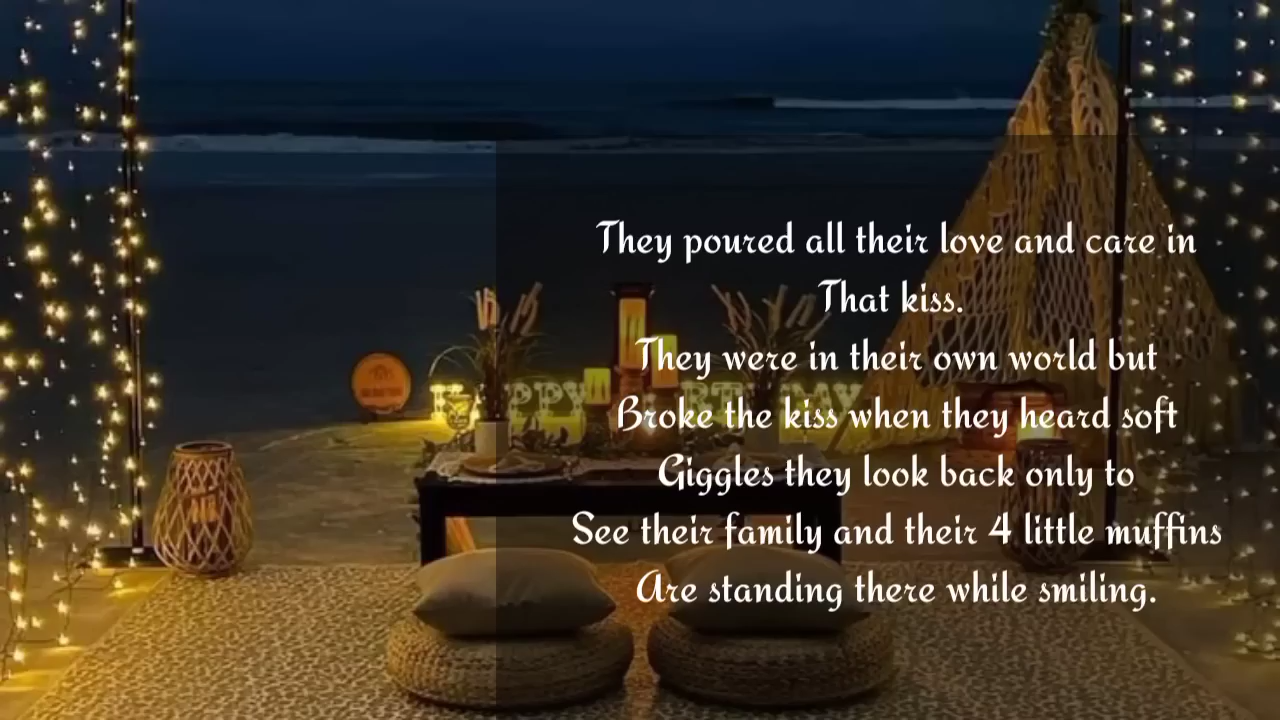 They poured all their love and care in
That kiss.
They were in their own world but
Broke the kiss when they heard soft
Giggles they look back only to
See their family and their 4 little muffins
Are standing there while smiling.
HAPPY
BIRTHDAY